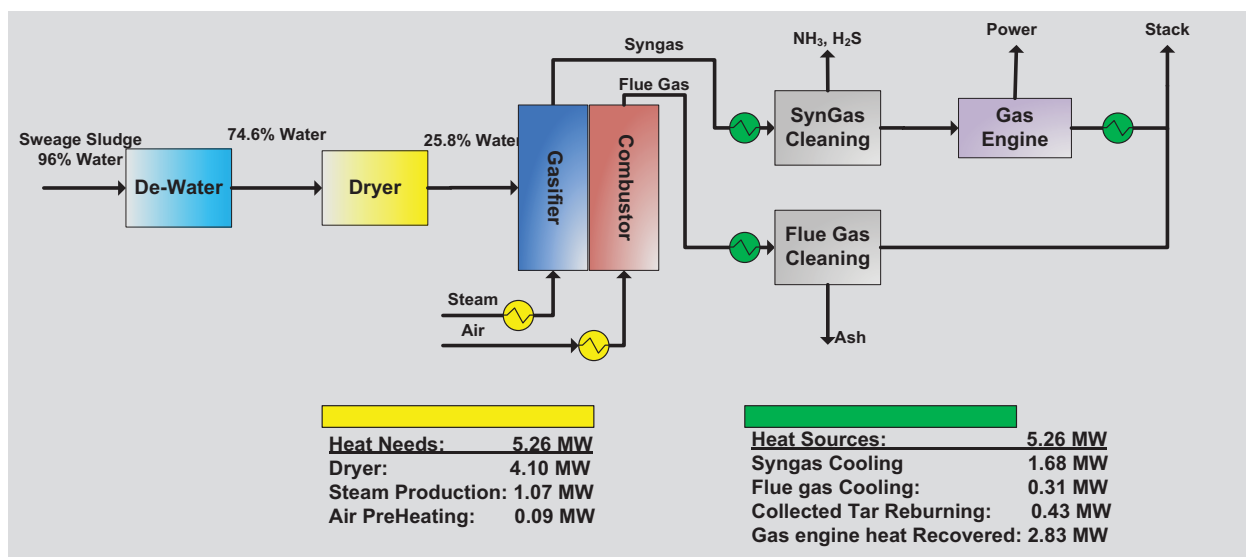 Syngas
NH3, H2S
Power
Stack
Flue Gas
SynGas
Cleaning
Gas
Engine
Sweage Sludge
96% Water
74.6% Water
25.8% Water
De-Water
Dryer
Gasifier
Combustor
Flue Gas
Cleaning
Steam
Air
Ash
Heat Needs: 5.26 MW
Dryer: 4.10 MW
Steam Production: 1.07 MW
Air PreHeating: 0.09 MW
Heat Sources: 5.26 MW
Syngas Cooling 1.68 MW
Flue gas Cooling: 0.31 MW
Collected Tar Reburning: 0.43 MW
Gas engine heat Recovered: 2.83 MW